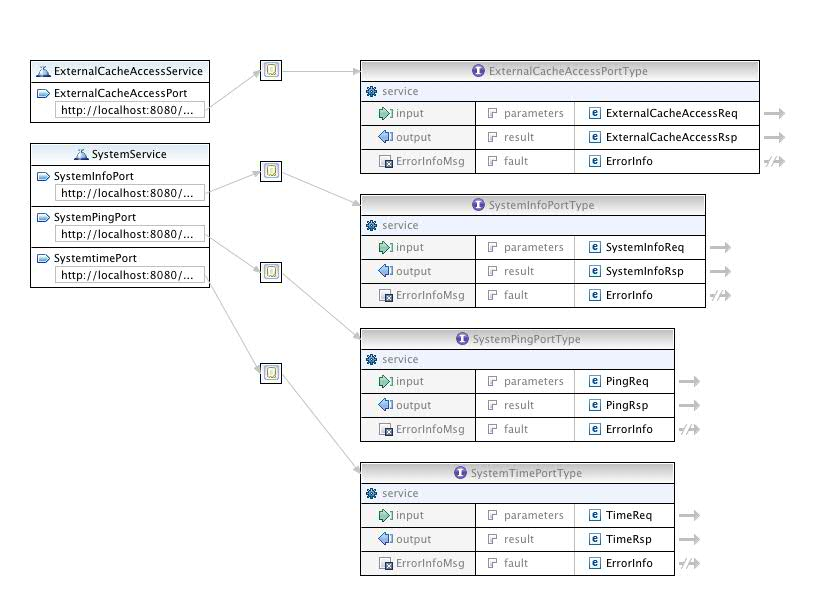 ExternalCacheAccessService
ExternalCacheAccessPort
http://localhost:8080/...
SystemService
SystemInfoPort
http://localhost:8080/...
SystemPingPort
http://localhost:8080/...
SystemtimePort
http://localhost:8080/...
ExternalCacheAccessPortType
service
input parameters e ExternalCacheAccessReq
output result e ExternalCacheAccessRsp
ErrorInfoMsg fault e ErrorInfo
SystemInfoPortType
service
input parameters e SystemInfoReq
output result e SystemInfoRsp
ErrorInfoMsg fault e ErrorInfo
SystemPingPortType
service
input parameters e PingReq
output result e PingRsp
ErrorInfoMsg fault e ErrorInfo
SystemTimePortType
service
input parameters e TimeReq
output result e TimeRsp
ErrorInfoMsg fault e ErrorInfo